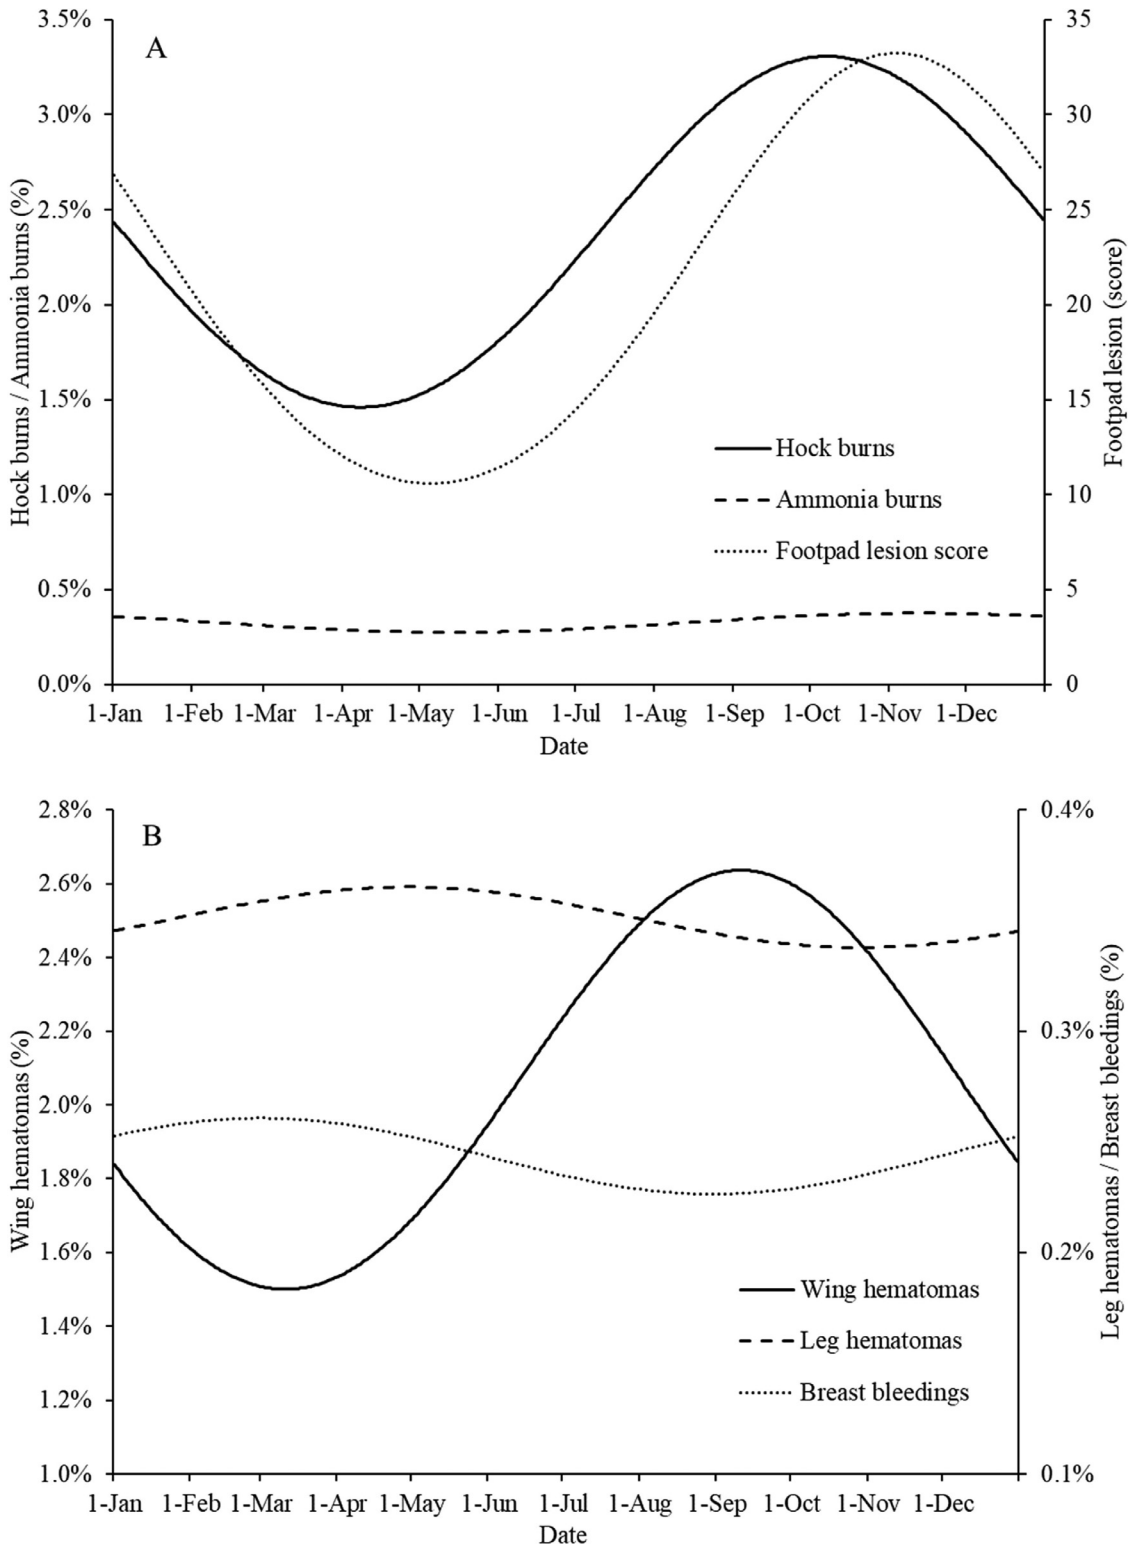 A
3.5%
3.0%
2.5%
2.0%
1.5%
1.0%
0.5%
0.0%
Hock burns / Ammonia burns (%)
35
30
25
20
15
10
5
0
Footpad lesion (score)
Hock burns
Ammonia burns
Footpad lesion score
1-Jan 1-Feb 1-Mar 1-Apr 1-May 1-Jun 1-Jul 1-Aug 1-Sep 1-Oct 1-Nov 1-Dec
Date
B
2.8%
2.6%
2.4%
2.2%
2.0%
1.8%
1.6%
1.4%
1.2%
1.0%
Wing hematomas (%)
0.4%
0.3%
0.2%
0.1%
Leg hematomas / Breast bleedings (%)
Wing hematomas
Leg hematomas
Breast bleedings
1-Jan 1-Feb 1-Mar 1-Apr 1-May 1-Jun 1-Jul 1-Aug 1-Sep 1-Oct 1-Nov 1-Dec
Date